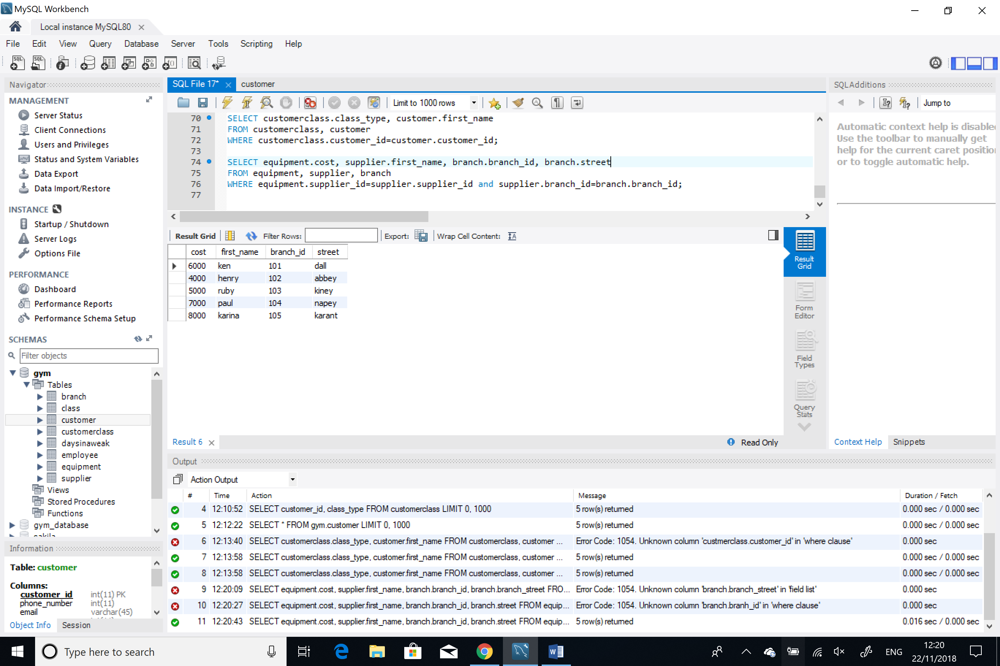 MySQL Workbench
Local instance MySQL80
File Edit View Query Database Server Tools Scripting Help
Navigator
MANAGEMENT
Server Status
Client Connections
Users and Privileges
Status and System Variables
Data Export
Data Import/Restore
INSTANCE
Startup / Shutdown
Server Logs
Options File
PERFORMANCE
Dashboard
Performance Reports
Performance Schema Setup
SCHEMAS
Filter objects
gym
Tables
branch
class
customer
customerclass
daysinaweak
employee
equipment
supplier
Views
Stored Procedures
Functions
gym_database
sakila
Information
Table: customer
Columns:
customer_id int(11) PK
phone_number int(11)
email varchar(45)
Object Info Session
SQL File 17* customer
Limit to 1000 rows
70 SELECT customerclass.class_type, customer.first_name
71 FROM customerclass, customer
72 WHERE customerclass.customer_id=customer.customer_id;
73
74 SELECT equipment.cost, supplier.first_name, branch.branch_id, branch.street
75 FROM equipment, supplier, branch
76 WHERE equipment.supplier_id=supplier.supplier_id and supplier.branch_id=branch.branch_id;
77
Result Grid Filter Rows: Export: Wrap Cell Content:
cost first_name branch_id street
6000 ken 101 dall
4000 henry 102 abbey
5000 ruby 103 kiney
7000 paul 104 napey
8000 karina 105 karant
Result
Grid
Form
Editor
Field
Types
Query
Stats
Result 6 Read Only
SQLAdditions
Jump to
Automatic context help is disable
Use the toolbar to manually get
help for the current caret position
or to toggle automatic help.
Context Help Snippets
Output
Action Output
# Time Action Message Duration / Fetch
4 12:10:52 SELECT customer_id, class_type FROM customerclass LIMIT 0, 1000 5 row(s) returned 0.000 sec / 0.000 sec
5 12:12:22 SELECT * FROM gym.customer LIMIT 0, 1000 5 row(s) returned 0.000 sec / 0.000 sec
6 12:13:40 SELECT customerclass.class_type, customer.first_name FROM customerclass, customer ... Error Code: 1054. Unknown column 'custmerclass.customer_id' in 'where clause' 0.000 sec
7 12:13:58 SELECT customerclass.class_type, customer.first_name FROM customerclass, customer ... 5 row(s) returned 0.000 sec / 0.000 sec
8 12:13:58 SELECT customerclass.class_type, customer.first_name FROM customerclass, customer ... 5 row(s) returned 0.000 sec / 0.000 sec
9 12:20:09 SELECT equipment.cost, supplier.first_name, branch.branch_id, branch.branch_street FRO... Error Code: 1054. Unknown column 'branch.branch_street' in 'field list' 0.000 sec
10 12:20:27 SELECT equipment.cost, supplier.first_name, branch.branch_id, branch.street FROM equip... Error Code: 1054. Unknown column 'branch.branh_id' in 'where clause' 0.000 sec
11 12:20:43 SELECT equipment.cost, supplier.first_name, branch.branch_id, branch.street FROM equip... 5 row(s) returned 0.016 sec / 0.000 sec
Type here to search
ENG
12:20
22/11/2018